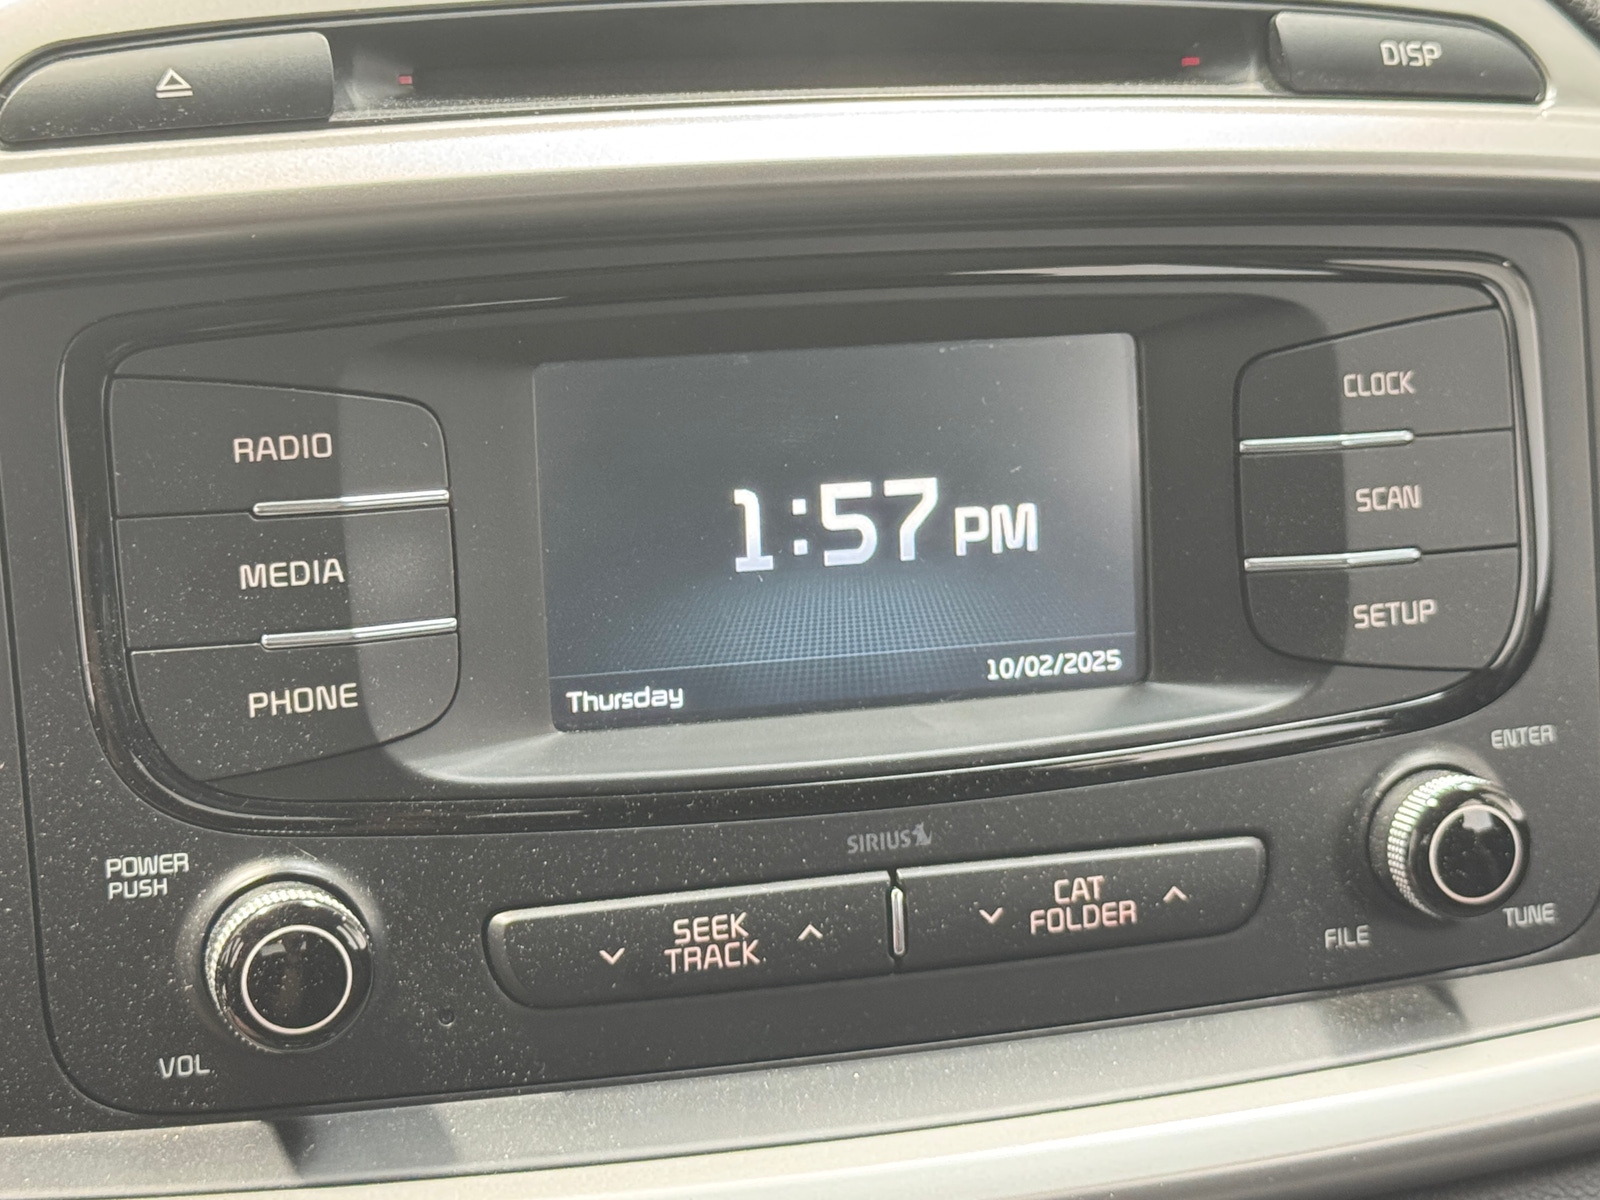 DISP
RADIO
MEDIA
PHONE
1:57 PM
Thursday
10/02/2025
CLOCK
SCAN
SETUP
POWER
PUSH
VOL
SIRIUS
SEEK
TRACK
CAT
FOLDER
ENTER
FILE
TUNE